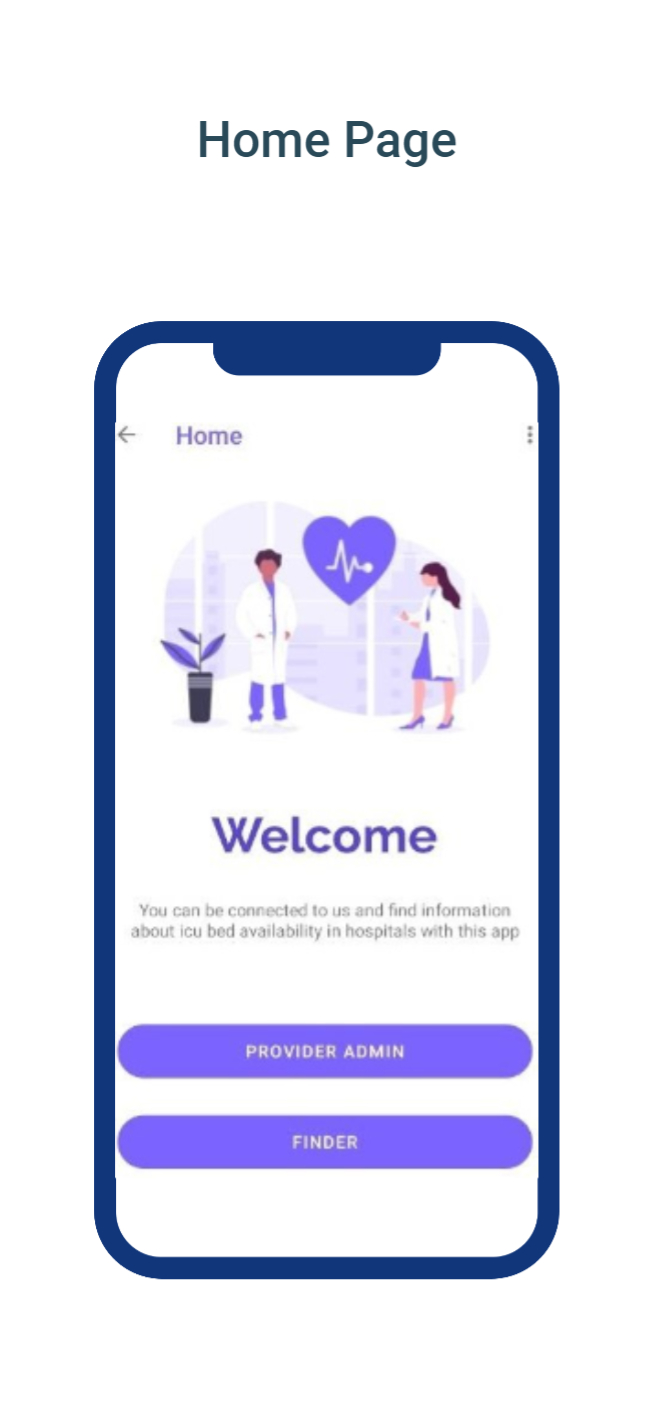 Home Page
Home
Welcome
You can be connected to us and find information
about icu bed availability in hospitals with this app
PROVIDER ADMIN
FINDER